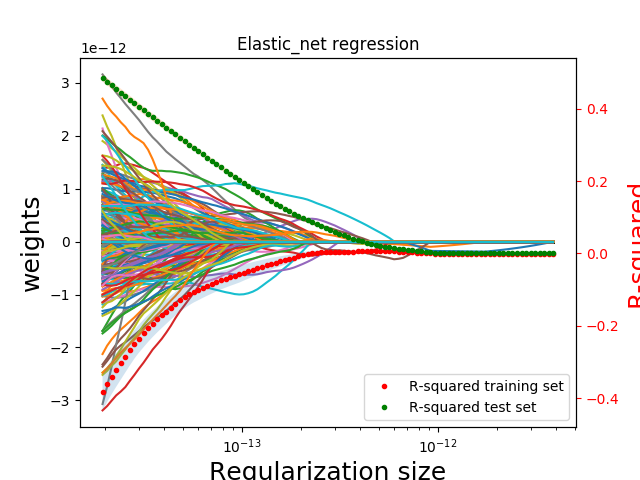 Elastic_net regression
1e−12
3
2
1
0
−1
−2
−3
weights
0.4
0.2
0.0
−0.2
−0.4
R-squared
R-squared training set
R-squared test set
10⁻¹³
10⁻¹²
Regularization size